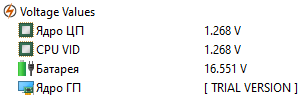 Voltage Values
Ядро ЦП 1.268 V
CPU VID 1.268 V
Батарея 16.551 V
Ядро ГП [ TRIAL VERSION ]